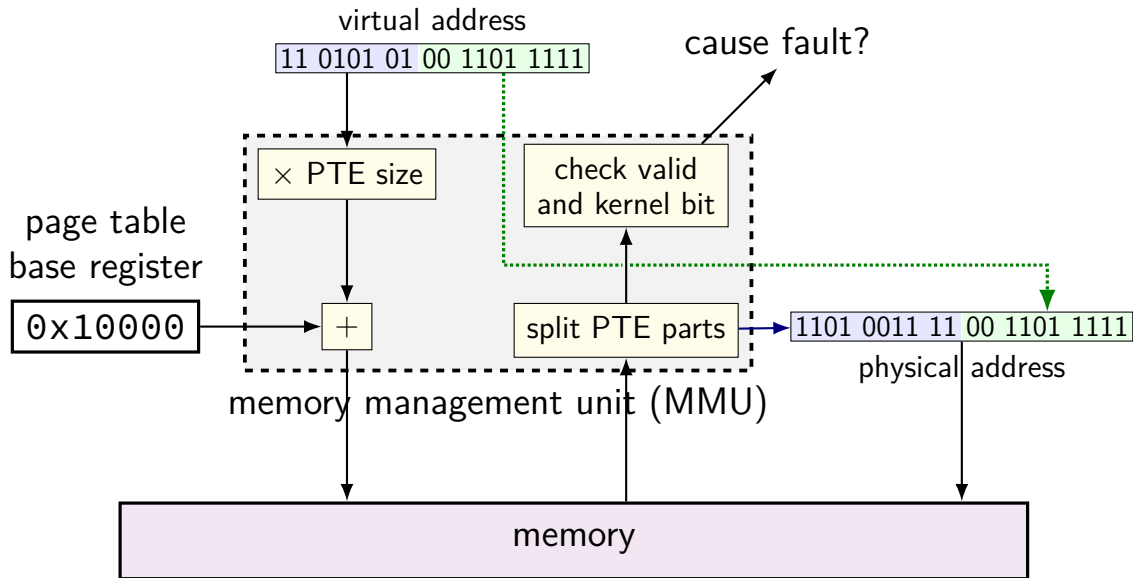 virtual address
11 0101 01 00 1101 1111
cause fault?
× PTE size
check valid
and kernel bit
page table
base register
0x10000
+
split PTE parts
1101 0011 11 00 1101 1111
physical address
memory management unit (MMU)
memory